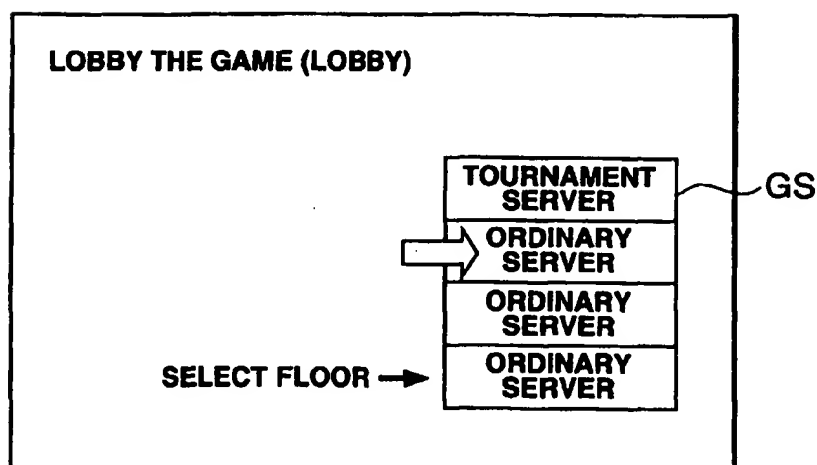 LOBBY THE GAME (LOBBY)
TOURNAMENT
SERVER
GS
ORDINARY
SERVER
ORDINARY
SERVER
SELECT FLOOR
ORDINARY
SERVER